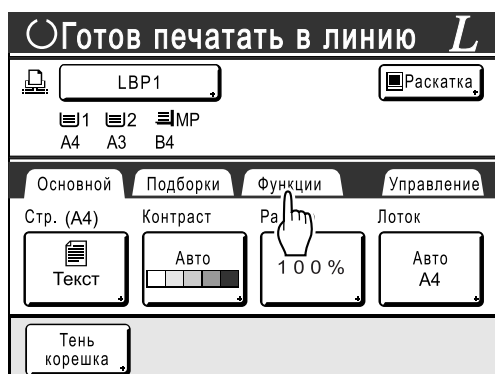 Готов печатать в линию L
LBP1
Раскатка
1 2 MP
A4 A3 B4
Основной Подборки Функции Управление
Стр. (A4) Контраст Лоток
Текст Авто 100% Авто
A4
Тень
корешка